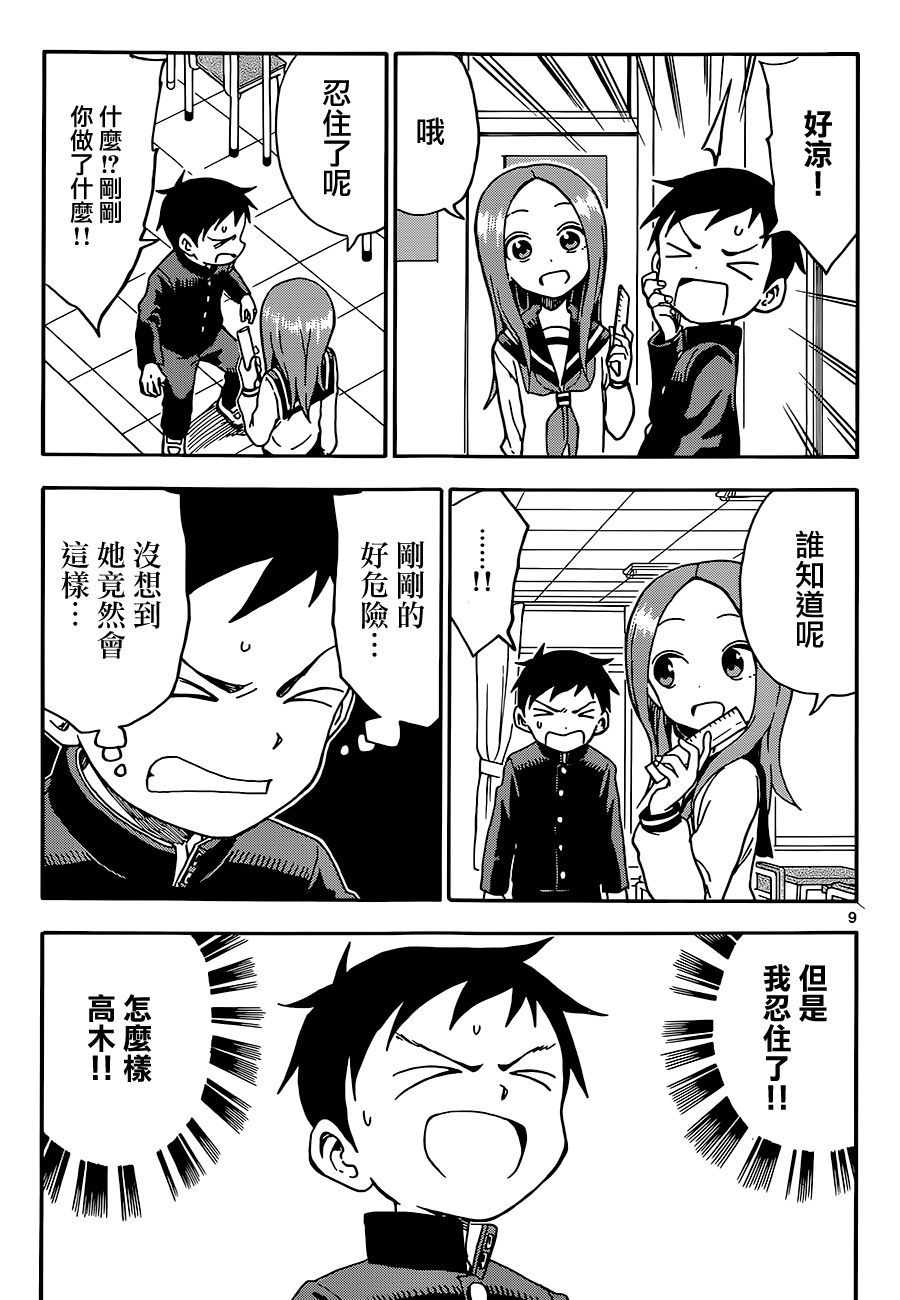 好涼！
哦
忍住了呢
什麼!?剛剛
你做了什麼!!
誰知道呢
……!!
剛剛的
好危險…
沒想到
她竟然會
這樣…
9
但是
我忍住了!!
怎麼樣
高木!!